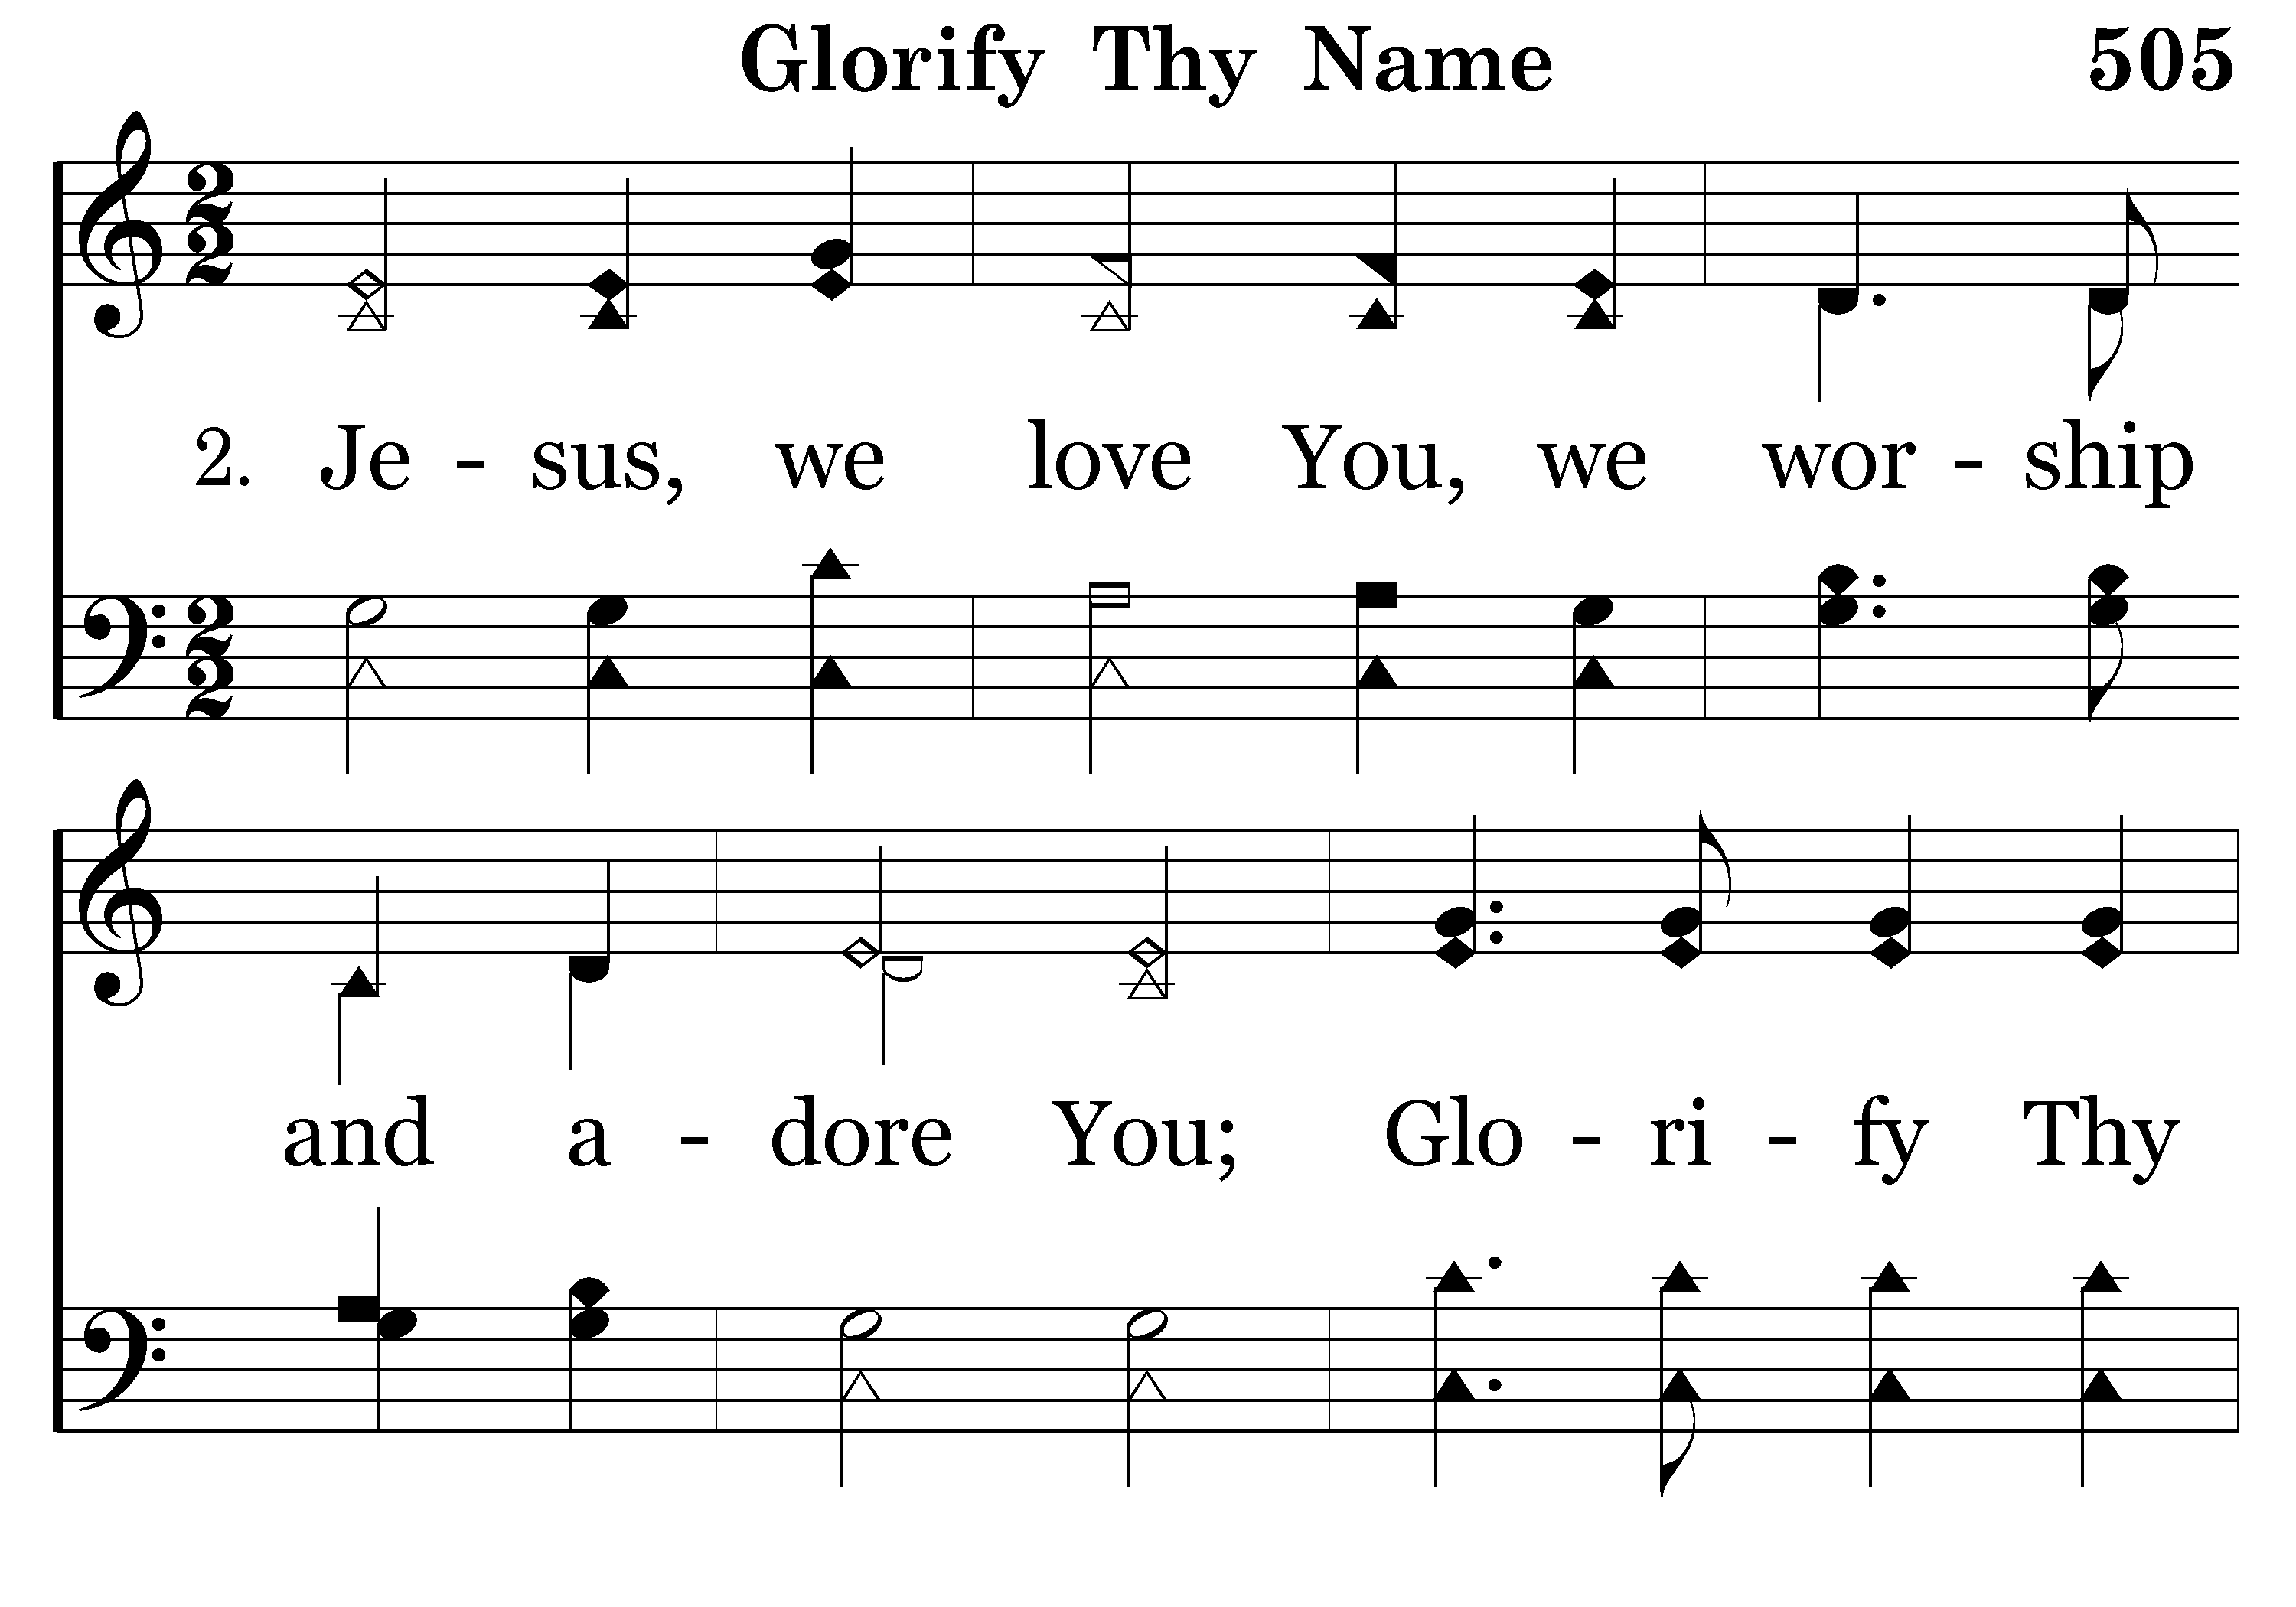 Glorify Thy Name 505
2. Je - sus, we love You, we wor - ship
and a - dore You; Glo - ri - fy Thy